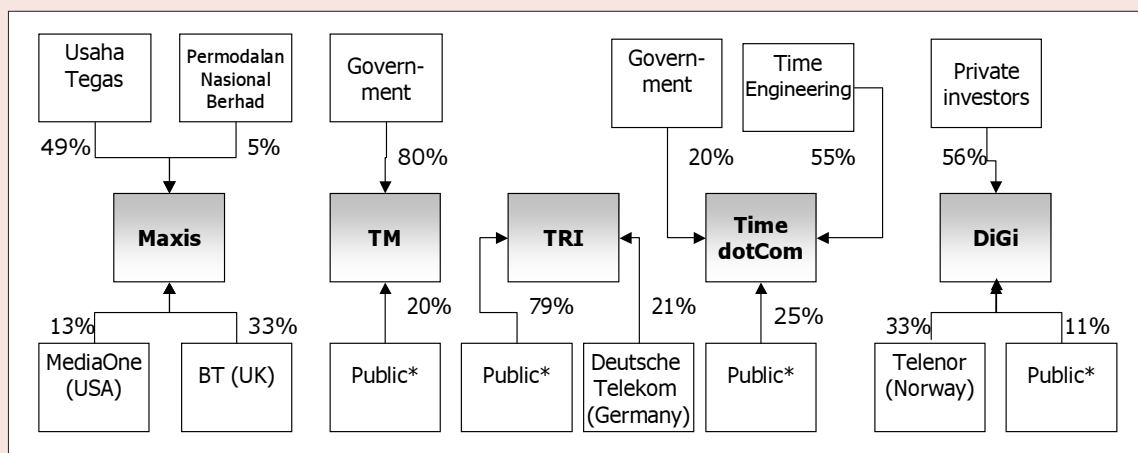 Usaha
Tegas
Permodalan
Nasional
Berhad
Govern-
ment
Govern-
ment
Time
Engineering
Private
investors
49%
5%
80%
20%
55%
56%
Maxis
TM
TRI
Time
dotCom
DiGi
13%
33%
20%
79%
21%
25%
33%
11%
MediaOne
(USA)
BT (UK)
Public*
Public*
Deutsche
Telekom
(Germany)
Public*
Telenor
(Norway)
Public*